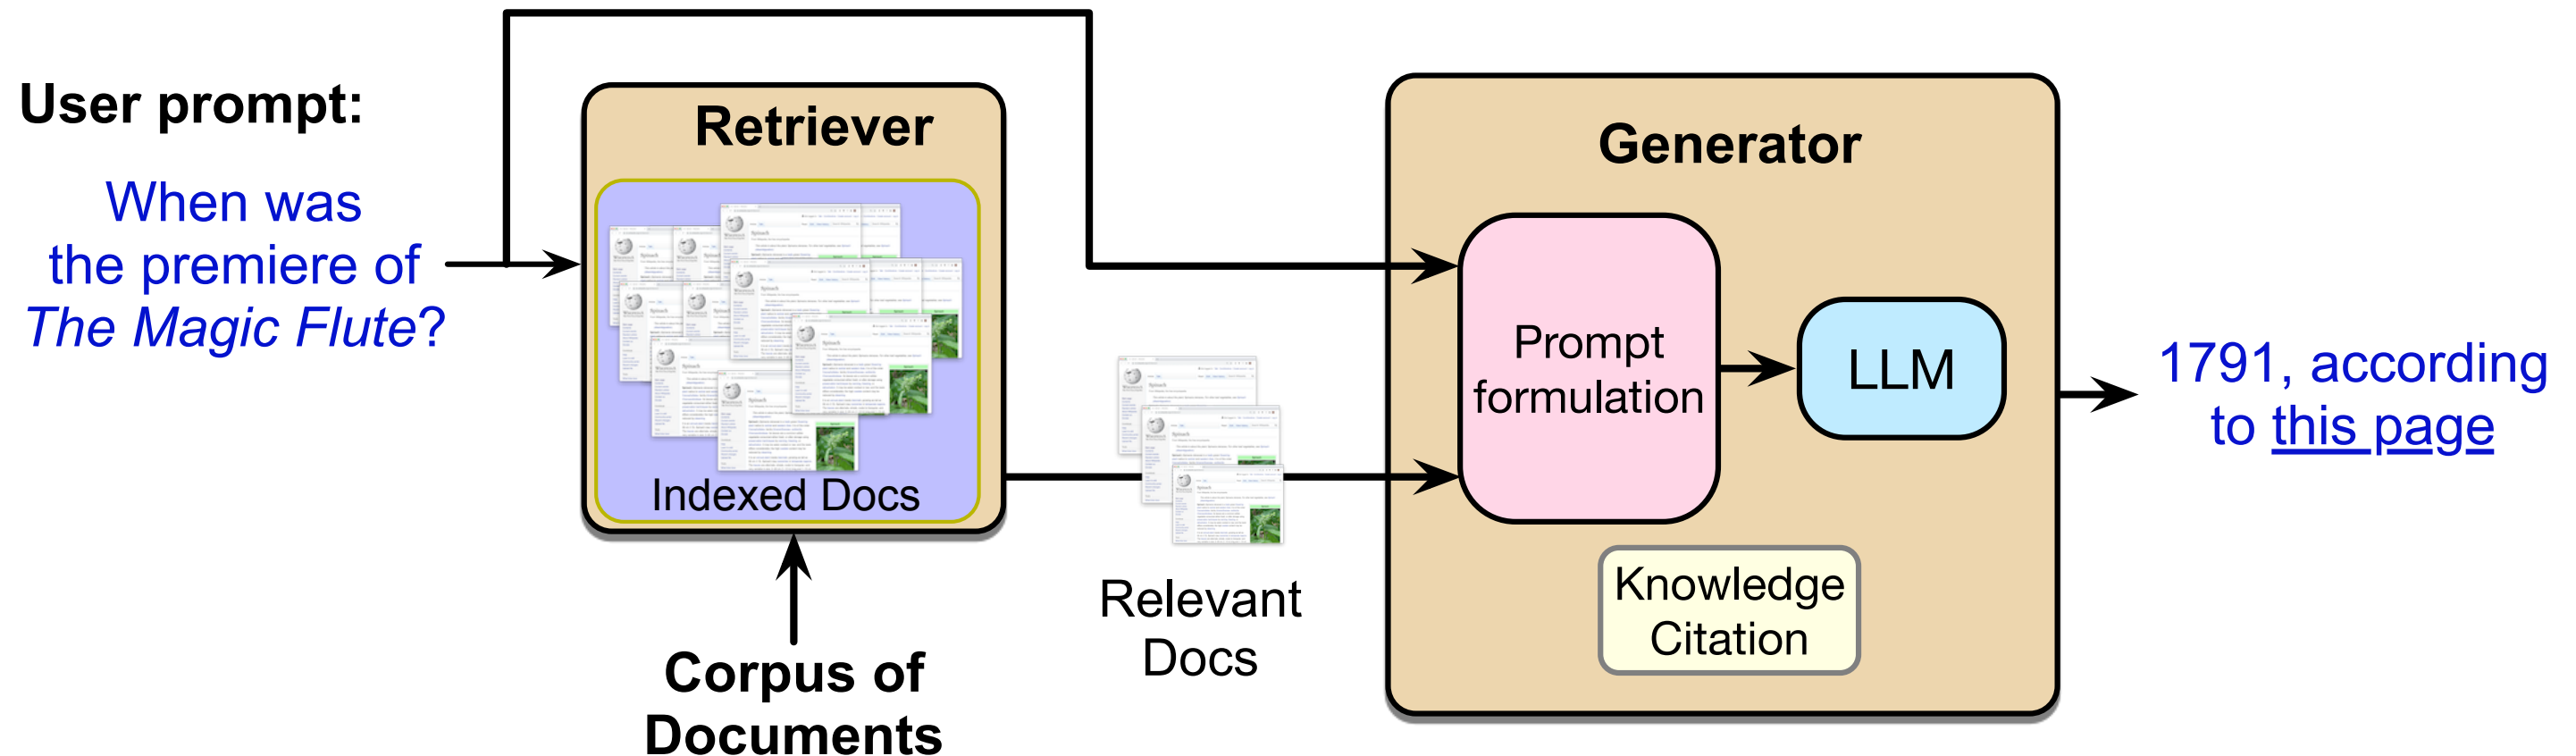 User prompt:
When was
the premiere of
The Magic Flute?
Retriever
Indexed Docs
Corpus of
Documents
Relevant
Docs
Generator
Prompt
formulation
LLM
Knowledge
Citation
1791, according
to this page